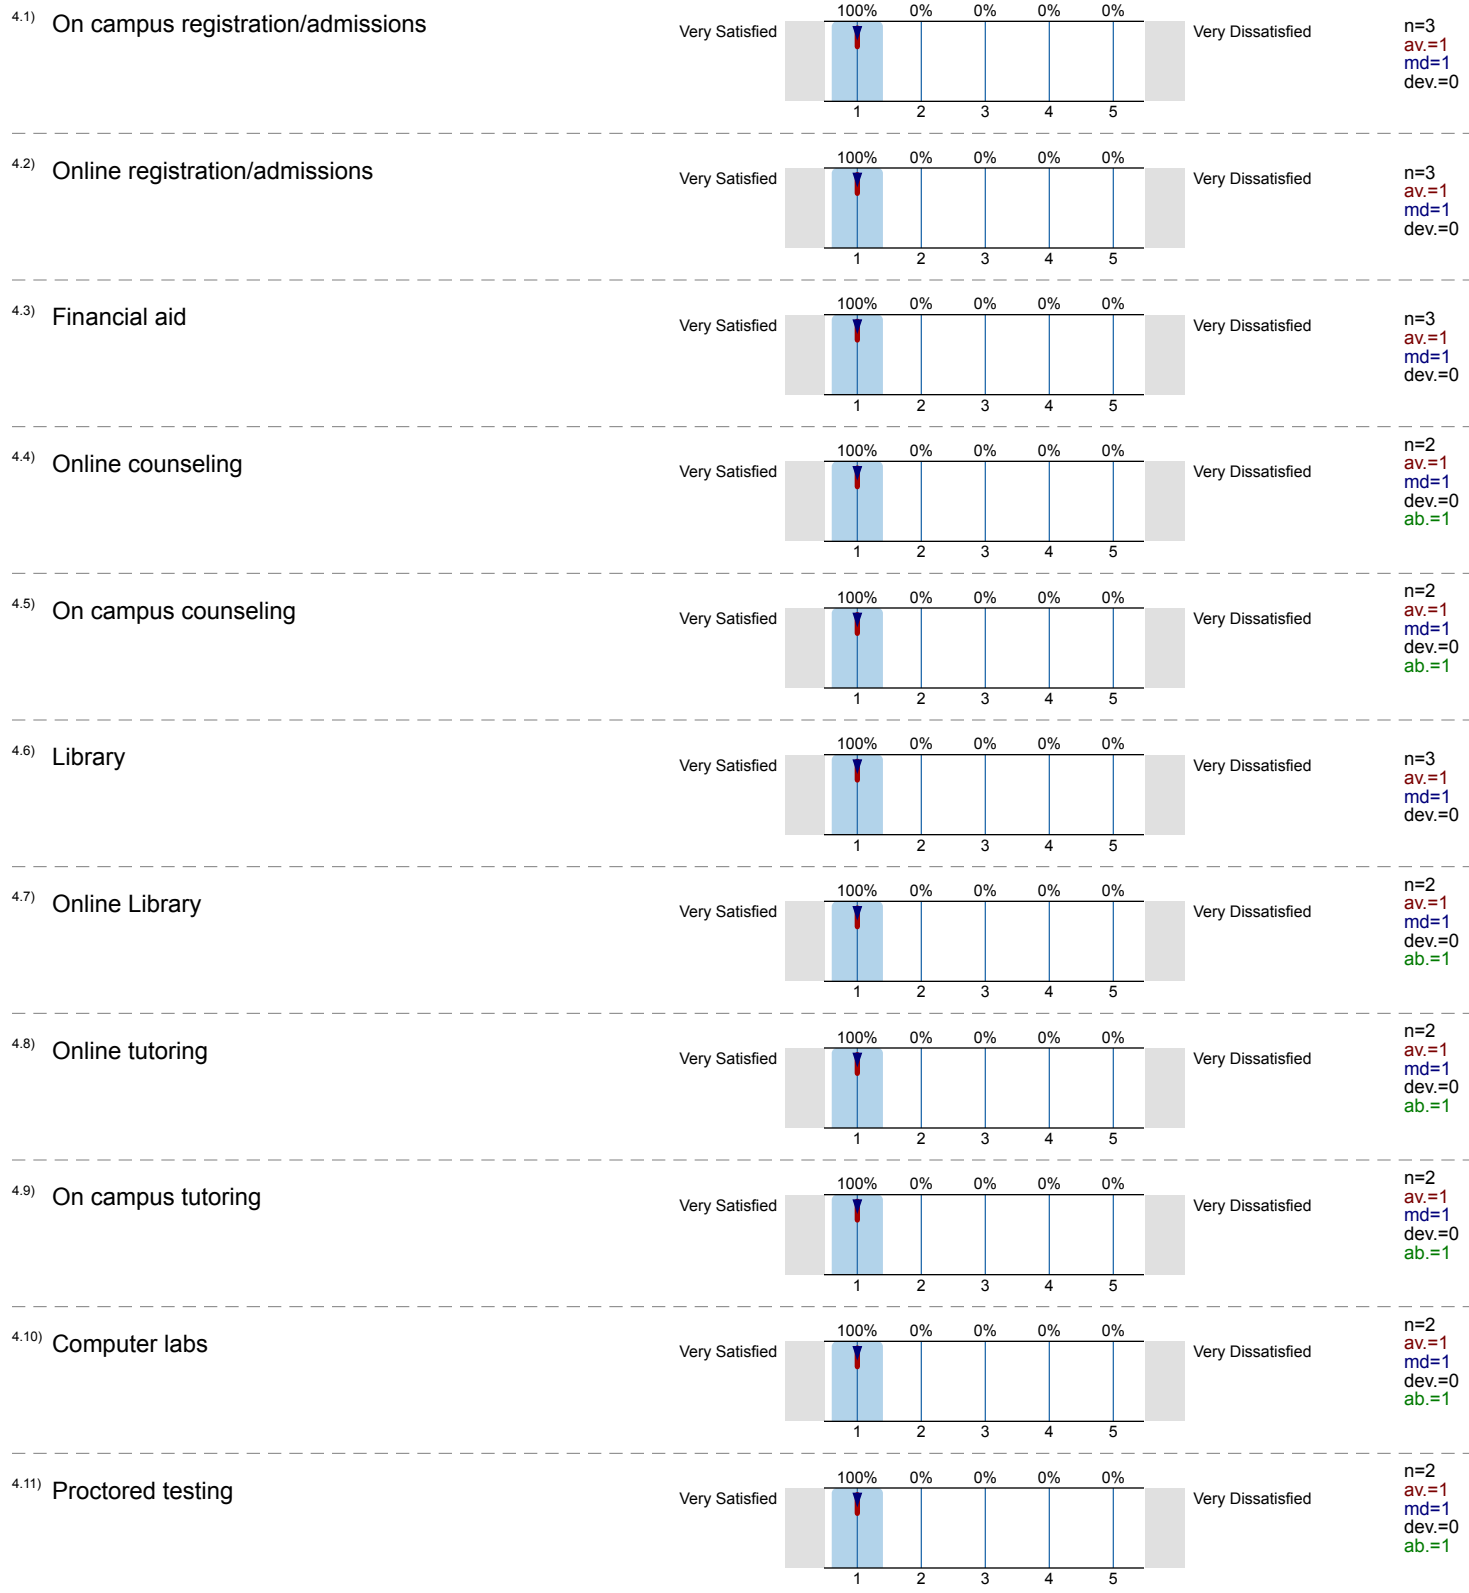 4.1) On campus registration/admissions
100% 0% 0% 0% 0%
Very Satisfied Very Dissatisfied
n=3
av.=1
md=1
dev.=0
1 2 3 4 5
4.2) Online registration/admissions
100% 0% 0% 0% 0%
Very Satisfied Very Dissatisfied
n=3
av.=1
md=1
dev.=0
1 2 3 4 5
4.3) Financial aid
100% 0% 0% 0% 0%
Very Satisfied Very Dissatisfied
n=3
av.=1
md=1
dev.=0
1 2 3 4 5
4.4) Online counseling
100% 0% 0% 0% 0%
Very Satisfied Very Dissatisfied
n=2
av.=1
md=1
dev.=0
ab.=1
1 2 3 4 5
4.5) On campus counseling
100% 0% 0% 0% 0%
Very Satisfied Very Dissatisfied
n=2
av.=1
md=1
dev.=0
ab.=1
1 2 3 4 5
4.6) Library
100% 0% 0% 0% 0%
Very Satisfied Very Dissatisfied
n=3
av.=1
md=1
dev.=0
1 2 3 4 5
4.7) Online Library
100% 0% 0% 0% 0%
Very Satisfied Very Dissatisfied
n=2
av.=1
md=1
dev.=0
ab.=1
1 2 3 4 5
4.8) Online tutoring
100% 0% 0% 0% 0%
Very Satisfied Very Dissatisfied
n=2
av.=1
md=1
dev.=0
ab.=1
1 2 3 4 5
4.9) On campus tutoring
100% 0% 0% 0% 0%
Very Satisfied Very Dissatisfied
n=2
av.=1
md=1
dev.=0
ab.=1
1 2 3 4 5
4.10) Computer labs
100% 0% 0% 0% 0%
Very Satisfied Very Dissatisfied
n=2
av.=1
md=1
dev.=0
ab.=1
1 2 3 4 5
4.11) Proctored testing
100% 0% 0% 0% 0%
Very Satisfied Very Dissatisfied
n=2
av.=1
md=1
dev.=0
ab.=1
1 2 3 4 5